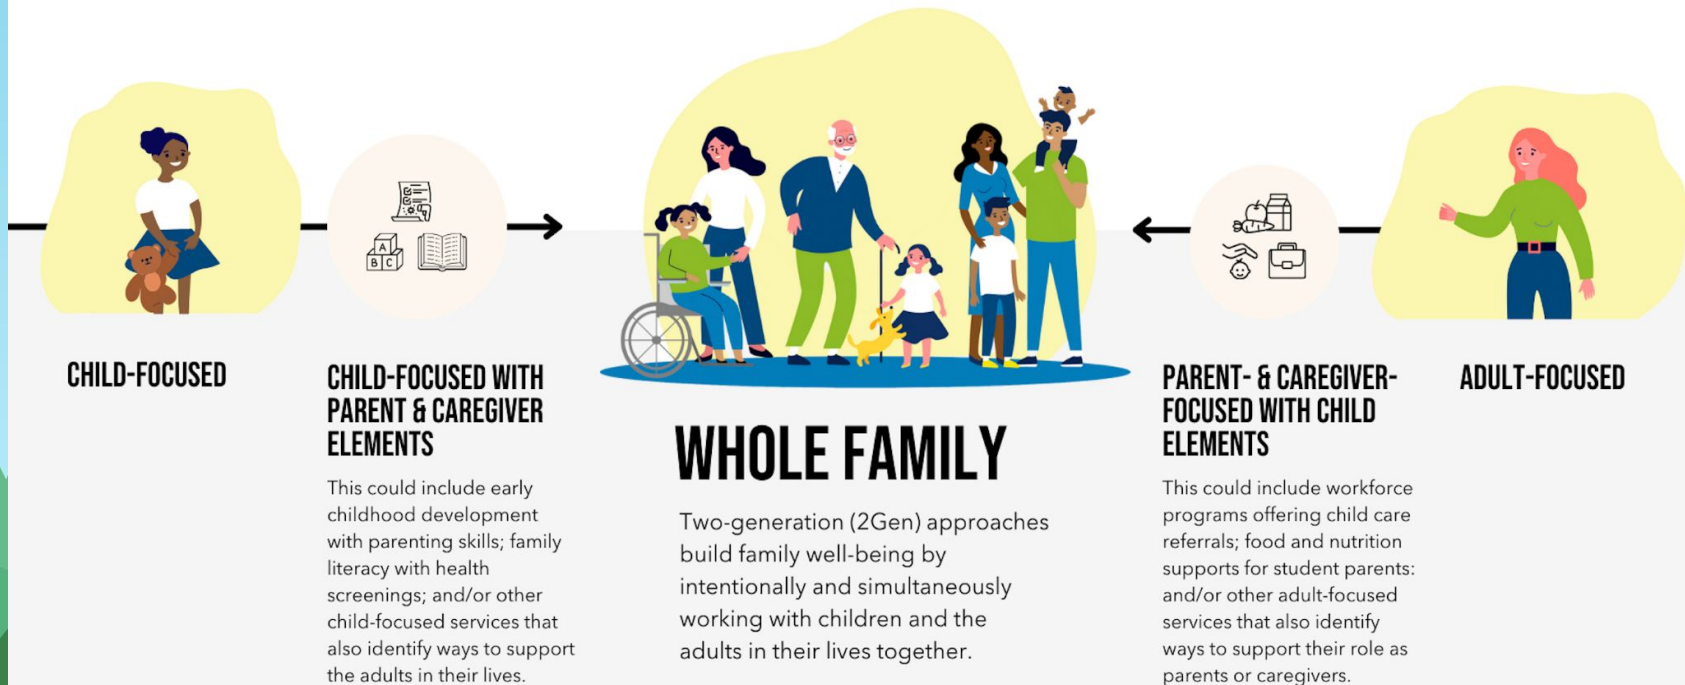 A
B C
CHILD-FOCUSED
CHILD-FOCUSED WITH
PARENT & CAREGIVER
ELEMENTS
This could include early
childhood development
with parenting skills; family
literacy with health
screenings; and/or other
child-focused services that
also identify ways to support
the adults in their lives.
WHOLE FAMILY
Two-generation (2Gen) approaches
build family well-being by
intentionally and simultaneously
working with children and the
adults in their lives together.
PARENT- & CAREGIVER-
FOCUSED WITH CHILD
ELEMENTS
This could include workforce
programs offering child care
referrals; food and nutrition
supports for student parents:
and/or other adult-focused
services that also identify
ways to support their role as
parents or caregivers.
ADULT-FOCUSED